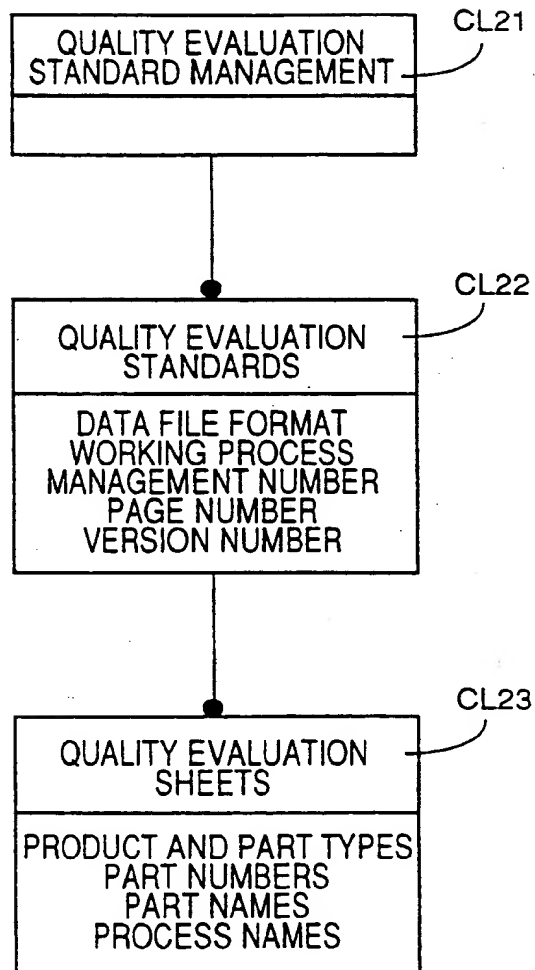 CL21
QUALITY EVALUATION
STANDARD MANAGEMENT
CL22
QUALITY EVALUATION
STANDARDS
DATA FILE FORMAT
WORKING PROCESS
MANAGEMENT NUMBER
PAGE NUMBER
VERSION NUMBER
CL23
QUALITY EVALUATION
SHEETS
PRODUCT AND PART TYPES
PART NUMBERS
PART NAMES
PROCESS NAMES